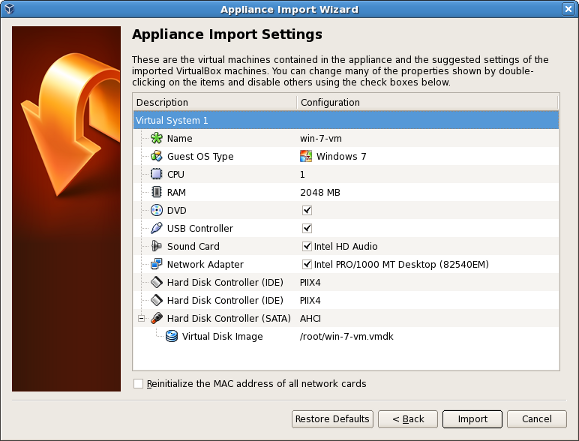 Appliance Import Wizard
Appliance Import Settings
These are the virtual machines contained in the appliance and the suggested settings of the
imported VirtualBox machines. You can change many of the properties shown by double-
clicking on the items and disable others using the check boxes below.
Description Configuration
Virtual System 1
Name win-7-vm
Guest OS Type Windows 7
CPU 1
RAM 2048 MB
DVD
USB Controller
Sound Card Intel HD Audio
Network Adapter Intel PRO/1000 MT Desktop (82540EM)
Hard Disk Controller (IDE) PIIX4
Hard Disk Controller (IDE) PIIX4
Hard Disk Controller (SATA) AHCI
Virtual Disk Image /root/win-7-vm.vmdk
Reinitialize the MAC address of all network cards
Restore Defaults < Back Import Cancel